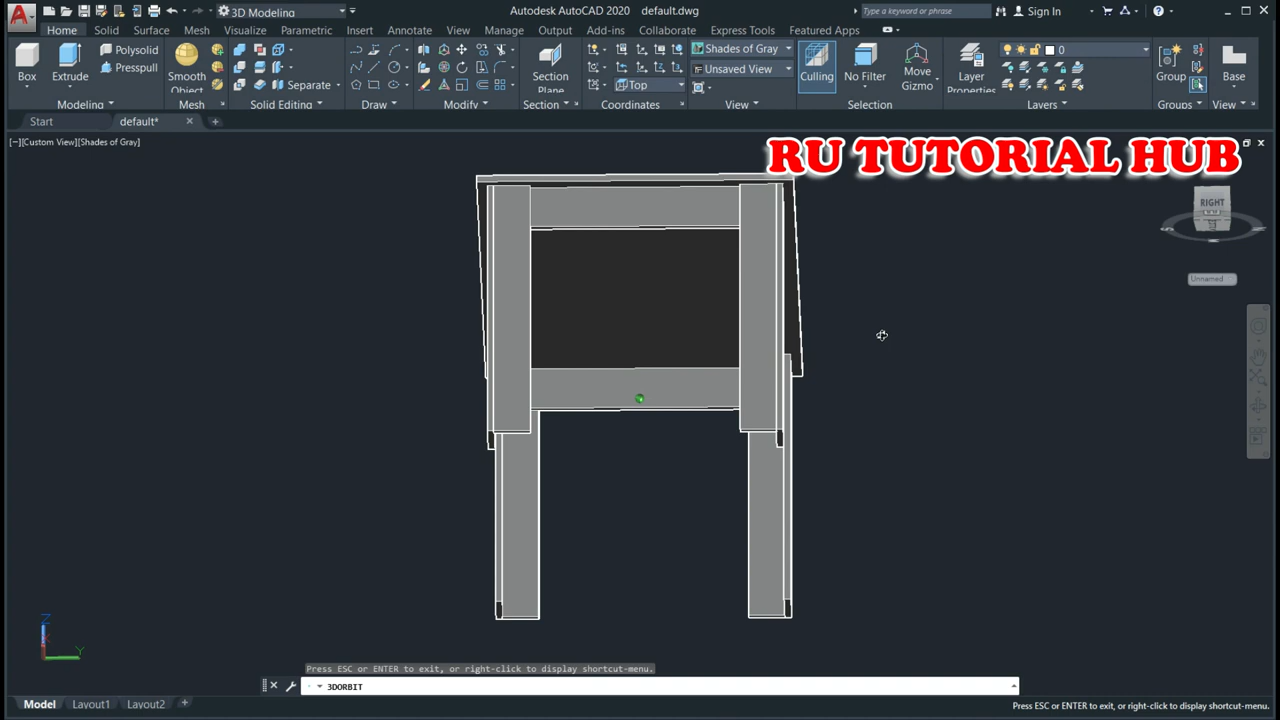 3D Modeling
Autodesk AutoCAD 2020 default.dwg
Type a keyword or phrase
Sign In
Home Solid Surface Mesh Visualize Parametric Insert Annotate View Manage Output Add-ins Collaborate Express Tools Featured Apps
Box
Extrude
Polysolid
Presspull
Smooth
Object
Separate
Section
Plane
Shades of Gray
Unsaved View
Top
Culling
No Filter
Move
Gizmo
Layer
Properties
0
Group
Base
Modeling Mesh Solid Editing Draw Modify Section Coordinates View Selection Layers Groups View
Start
default*
[−][Custom View][Shades of Gray]
RU TUTORIAL HUB
RIGHT
Unnamed
Z
X
Y
Press ESC or ENTER to exit, or right-click to display shortcut-menu.
3DORBIT
Model Layout1 Layout2
Press ESC or ENTER to exit, or right-click to display shortcut-menu.